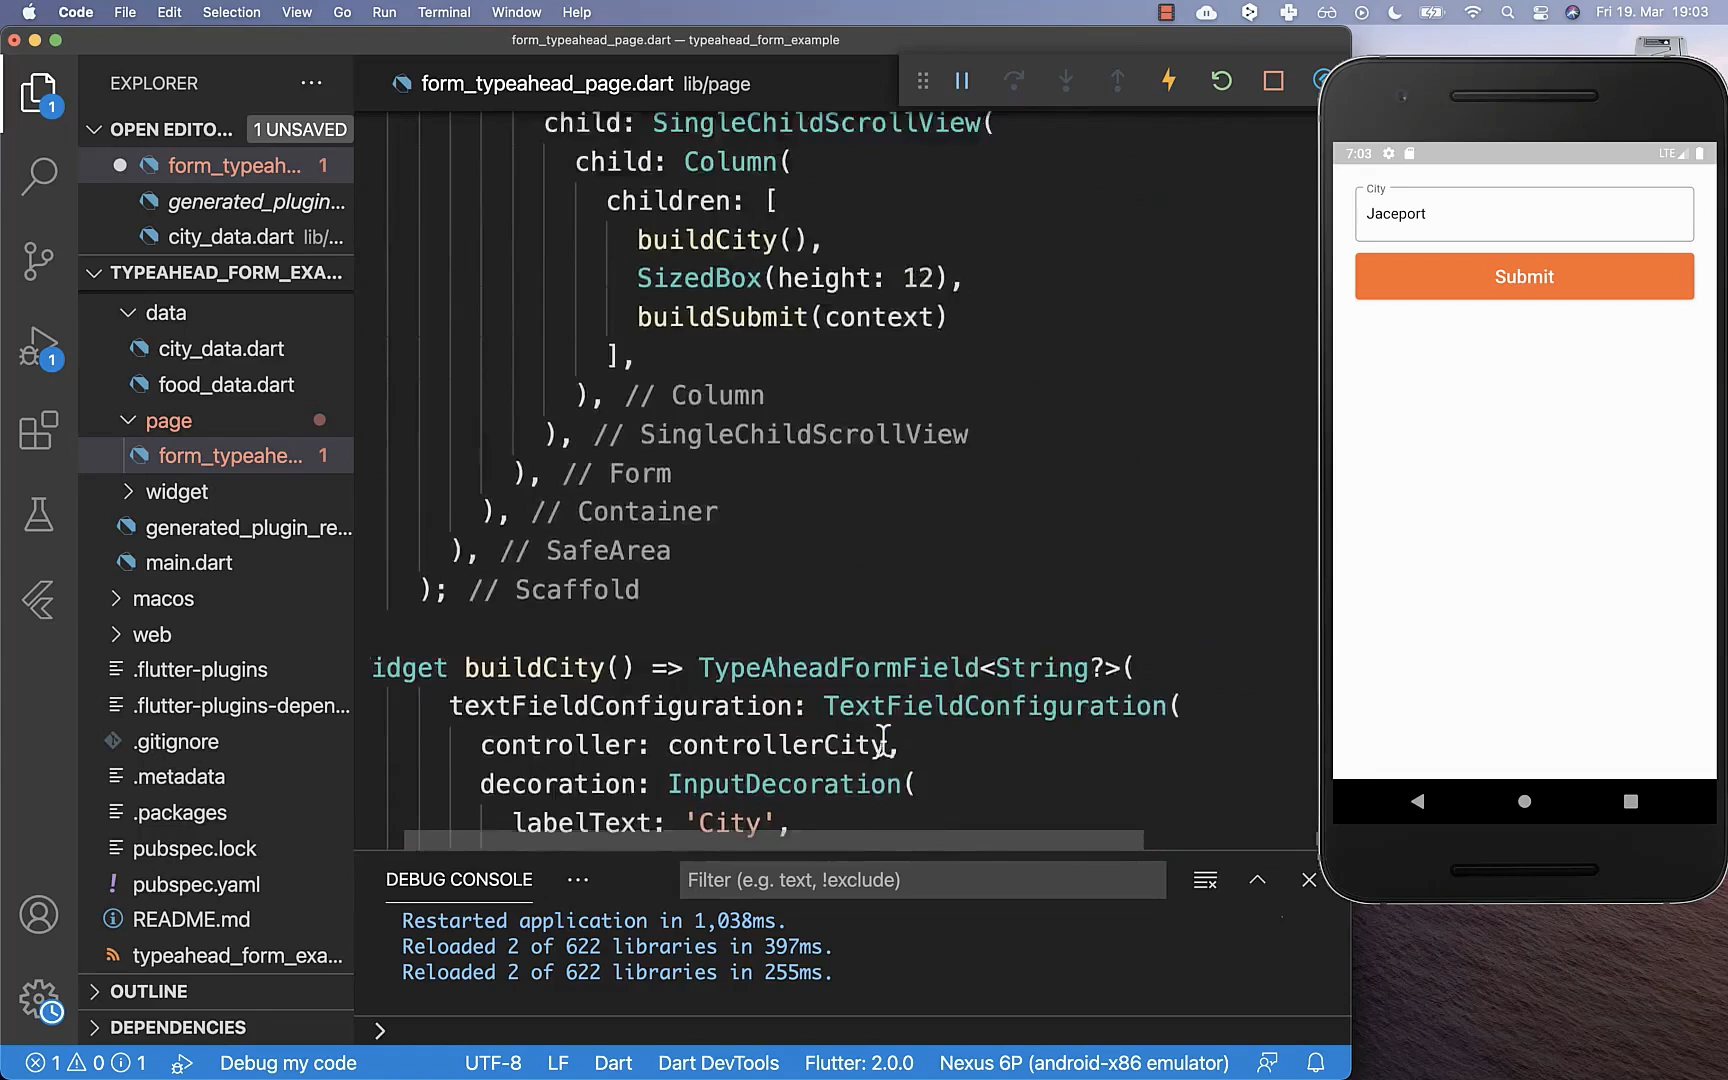 Code File Edit Selection View Go Run Terminal Window Help Fri 19. Mar 19:03
form_typeahead_page.dart — typeahead_form_example
EXPLORER
form_typeahead_page.dart lib/page
OPEN EDITO... 1 UNSAVED
form_typeah... 1
generated_plugin...
city_data.dart lib/...
TYPEAHEAD_FORM_EXA...
data
city_data.dart
food_data.dart
page
form_typeahe... 1
widget
generated_plugin_re...
main.dart
macos
web
.flutter-plugins
.flutter-plugins-depen...
.gitignore
.metadata
.packages
pubspec.lock
pubspec.yaml
README.md
typeahead_form_exa...
OUTLINE
DEPENDENCIES
1
1
child: SingleChildScrollView(
child: Column(
children: [
buildCity(),
SizedBox(height: 12),
buildSubmit(context)
],
), // Column
), // SingleChildScrollView
), // Form
), // Container
), // SafeArea
); // Scaffold
idget buildCity() => TypeAheadFormField<String?>(
textFieldConfiguration: TextFieldConfiguration(
controller: controllerCity,
decoration: InputDecoration(
labelText: 'City',
DEBUG CONSOLE
Filter (e.g. text, !exclude)
Restarted application in 1,038ms.
Reloaded 2 of 622 libraries in 397ms.
Reloaded 2 of 622 libraries in 255ms.
7:03 LTE
City
Jaceport
Submit
1 0 1 Debug my code UTF-8 LF Dart Dart DevTools Flutter: 2.0.0 Nexus 6P (android-x86 emulator)